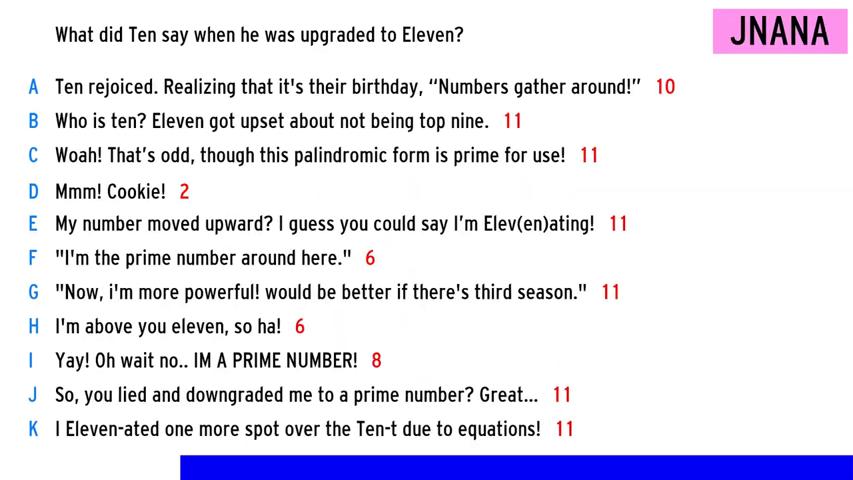 What did Ten say when he was upgraded to Eleven?
JNANA
A Ten rejoiced. Realizing that it's their birthday, “Numbers gather around!” 10
B Who is ten? Eleven got upset about not being top nine. 11
C Woah! That’s odd, though this palindromic form is prime for use! 11
D Mmm! Cookie! 2
E My number moved upward? I guess you could say I’m Elev(en)ating! 11
F "I'm the prime number around here." 6
G "Now, i'm more powerful! would be better if there's third season." 11
H I'm above you eleven, so ha! 6
I Yay! Oh wait no.. IM A PRIME NUMBER! 8
J So, you lied and downgraded me to a prime number? Great... 11
K I Eleven-ated one more spot over the Ten-t due to equations! 11